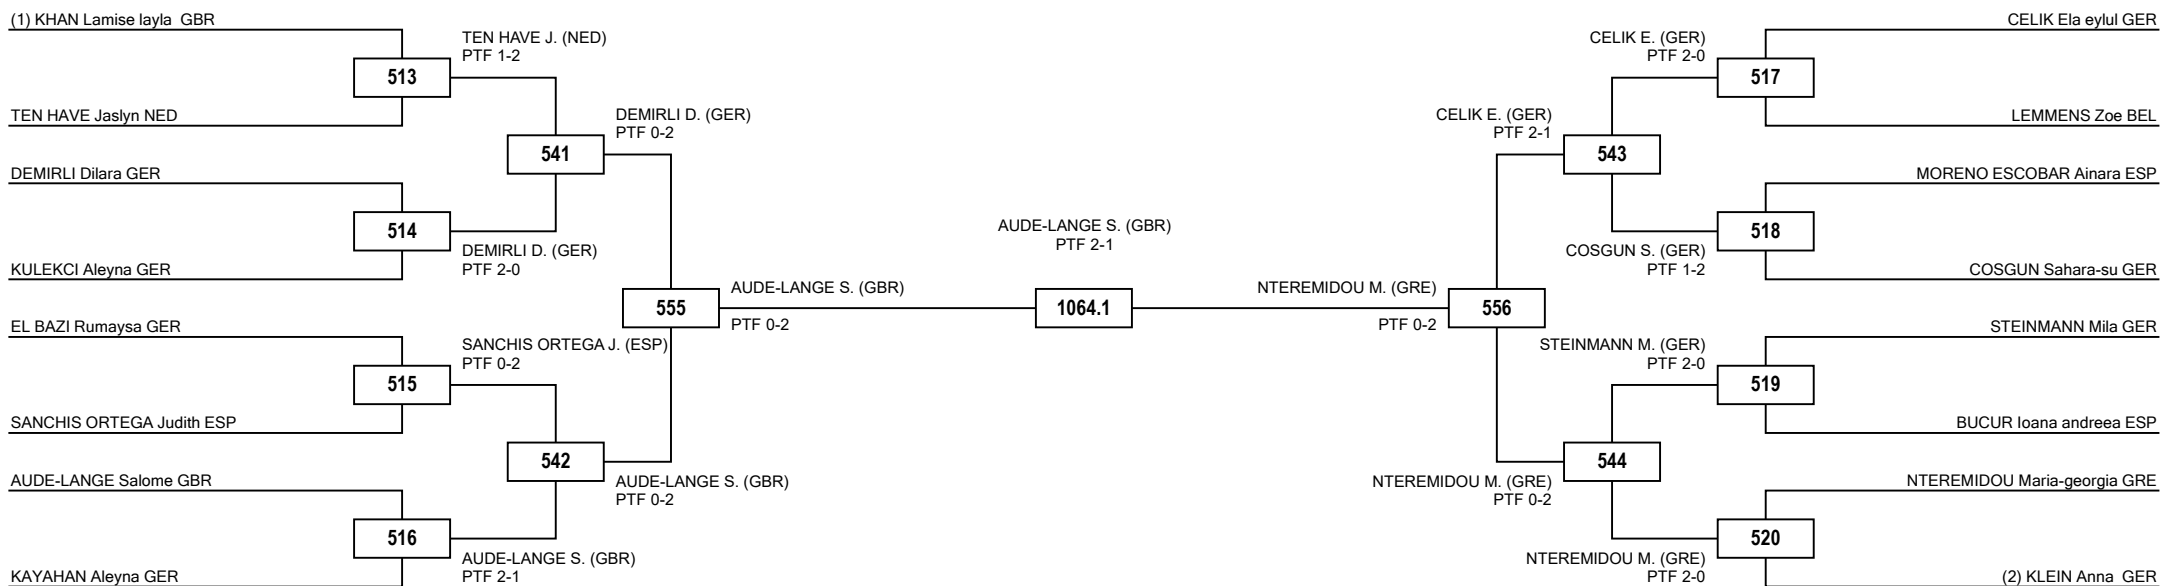 (1) KHAN Lamise layla  GBR
TEN HAVE J. (NED)
PTF 1-2
513
TEN HAVE Jaslyn NED
DEMIRLI D. (GER)
PTF 0-2
541
DEMIRLI Dilara GER
514
DEMIRLI D. (GER)
PTF 2-0
KULEKCI Aleyna GER
555
AUDE-LANGE S. (GBR)
PTF 0-2
EL BAZI Rumaysa GER
SANCHIS ORTEGA J. (ESP)
PTF 0-2
515
SANCHIS ORTEGA Judith ESP
542
AUDE-LANGE S. (GBR)
PTF 0-2
AUDE-LANGE Salome GBR
516
AUDE-LANGE S. (GBR)
PTF 2-1
KAYAHAN Aleyna GER
AUDE-LANGE S. (GBR)
PTF 2-1
1064.1
CELIK Ela eylul GER
CELIK E. (GER)
PTF 2-0
517
LEMMENS Zoe BEL
CELIK E. (GER)
PTF 2-1
543
MORENO ESCOBAR Ainara ESP
518
COSGUN S. (GER)
PTF 1-2
COSGUN Sahara-su GER
NTEREMIDOU M. (GRE)
PTF 0-2
556
STEINMANN Mila GER
STEINMANN M. (GER)
PTF 2-0
519
BUCUR Ioana andreea ESP
544
NTEREMIDOU M. (GRE)
PTF 0-2
NTEREMIDOU Maria-georgia GRE
520
NTEREMIDOU M. (GRE)
PTF 2-0
(2) KLEIN Anna  GER